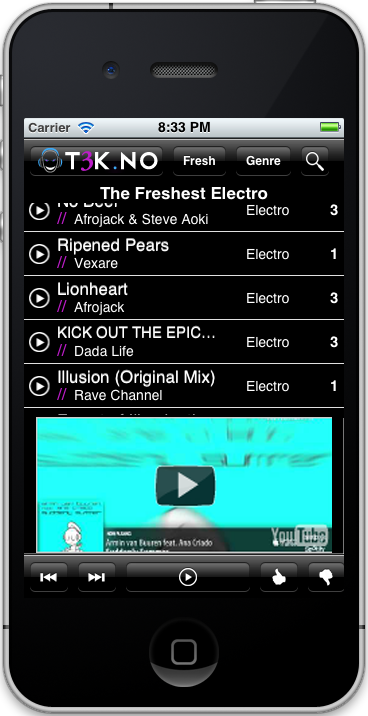 Carrier 8:33 PM
T3K.NO Fresh Genre
The Freshest Electro
Afrojack & Steve Aoki Electro 3
Ripened Pears
// Vexare Electro 1
Lionheart
// Afrojack Electro 3
KICK OUT THE EPIC...
// Dada Life Electro 3
Illusion (Original Mix)
// Rave Channel Electro 1
Armin van Buuren feat. Ana Criado
Suddenly Summer
YouTube